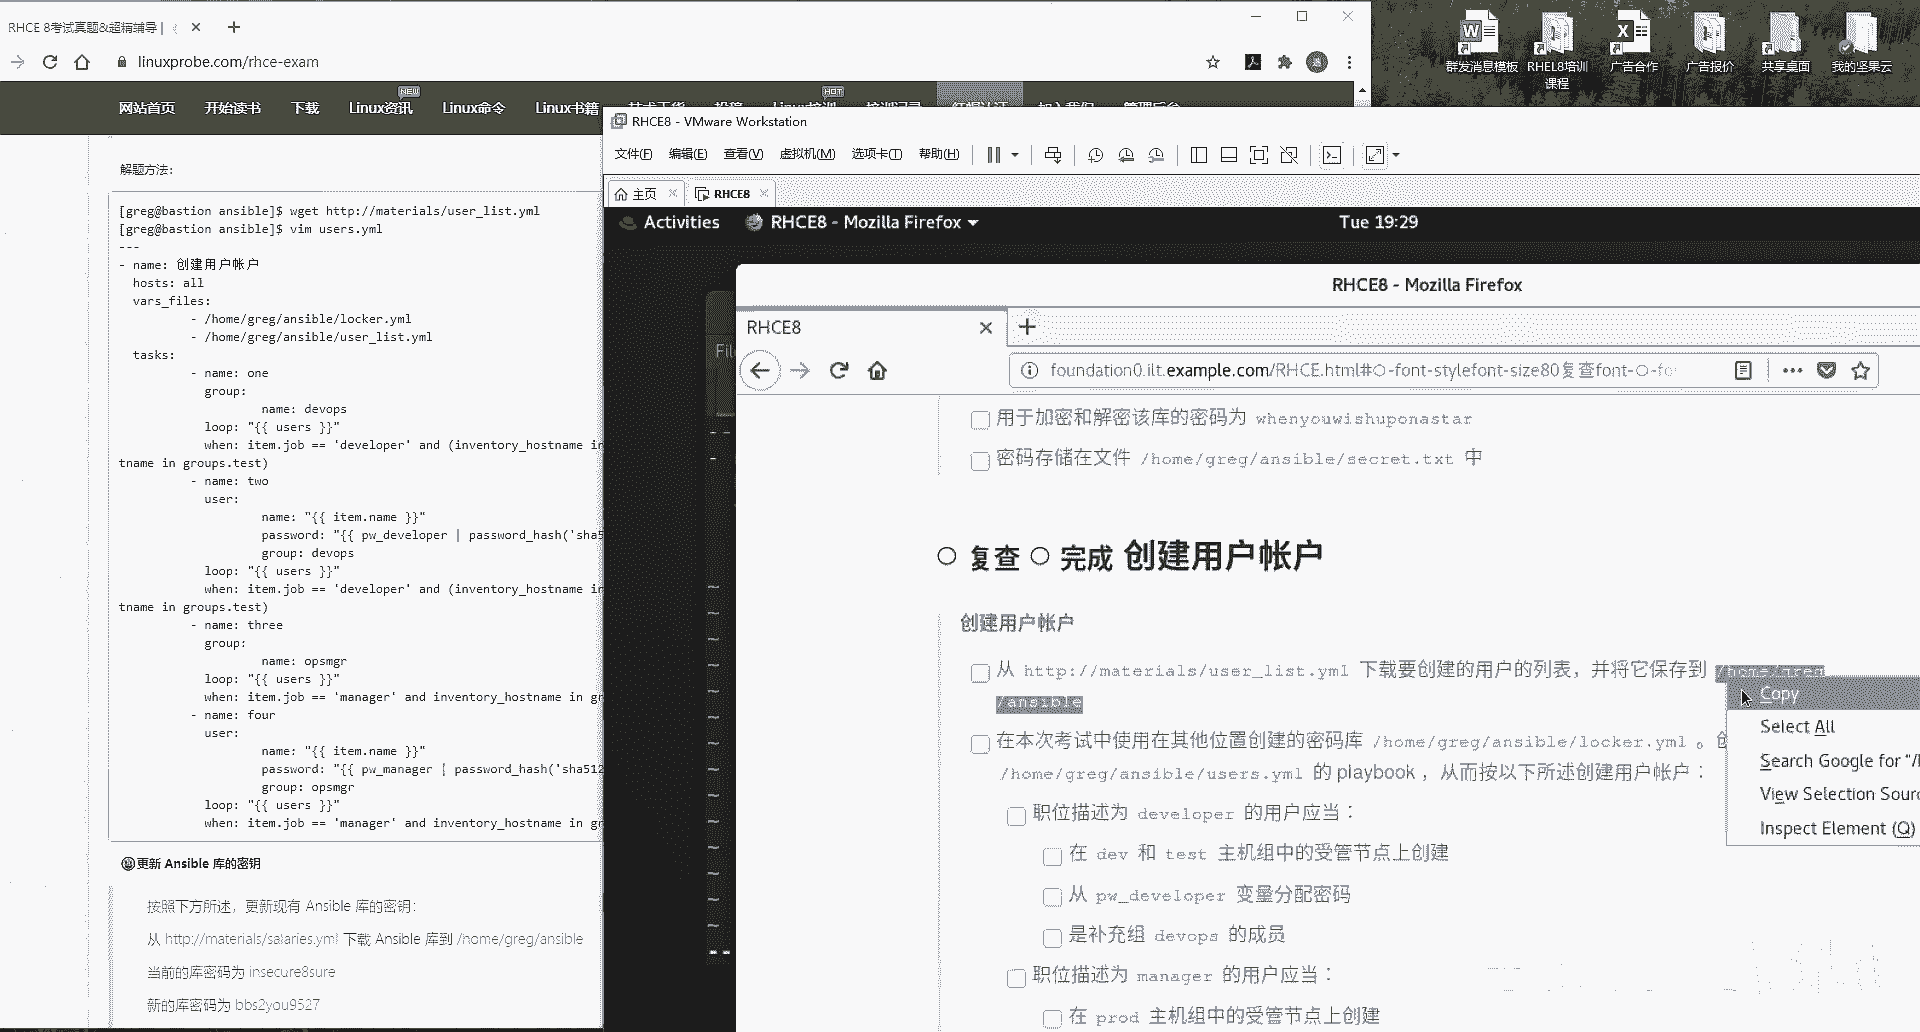 RHCE 8考试真题&超精辅导 |
linuxprobe.com/rhce-exam
NEW
HOT
网站首页 开始读书 下载 Linux资讯 Linux命令 Linux书籍
解题方法:
[greg@bastion ansible]$ wget http://materials/user_list.yml
[greg@bastion ansible]$ vim users.yml
---
- name: 创建用户帐户
hosts: all
vars_files:
- /home/greg/ansible/locker.yml
- /home/greg/ansible/user_list.yml
tasks:
- name: one
group:
name: devops
loop: "{{ users }}"
when: item.job == 'developer' and (inventory_hostname in
tname in groups.test)
- name: two
user:
name: "{{ item.name }}"
password: "{{ pw_developer | password_hash('sha5
group: devops
loop: "{{ users }}"
when: item.job == 'developer' and (inventory_hostname in
tname in groups.test)
- name: three
group:
name: opsmgr
loop: "{{ users }}"
when: item.job == 'manager' and inventory_hostname in gr
- name: four
user:
name: "{{ item.name }}"
password: "{{ pw_manager | password_hash('sha512
group: opsmgr
loop: "{{ users }}"
when: item.job == 'manager' and inventory_hostname in gr
更新 Ansible 库的密钥
按照下方所述，更新现有 Ansible 库的密钥:
从 http://materials/salaries.yml 下载 Ansible 库到 /home/greg/ansible
当前的库密码为 insecure8sure
新的库密码为 bbs2you9527
群发消息模板
RHEL8培训课程
广告合作
广告报价
共享桌面
我的坚果云
RHCE8 - VMware Workstation
文件(F) 编辑(E) 查看(V) 虚拟机(M) 选项卡(T) 帮助(H)
主页 RHCE8
Activities RHCE8 - Mozilla Firefox Tue 19:29
RHCE8 - Mozilla Firefox
RHCE8
Fil
foundation0.ilt.example.com/RHCE.html#○-font-stylefont-size80复查font-○-fo
用于加密和解密该库的密码为 whenyouwishuponastar
密码存储在文件 /home/greg/ansible/secret.txt 中
复查 完成 创建用户帐户
创建用户帐户
从 http://materials/user_list.yml 下载要创建的用户的列表，并将它保存到 /home/greg
/ansible
在本次考试中使用在其他位置创建的密码库 /home/greg/ansible/locker.yml 。创
/home/greg/ansible/users.yml 的 playbook ，从而按以下所述创建用户帐户：
职位描述为 developer 的用户应当：
在 dev 和 test 主机组中的受管节点上创建
从 pw_developer 变量分配密码
是补充组 devops 的成员
职位描述为 manager 的用户应当：
在 prod 主机组中的受管节点上创建
Copy
Select All
Search Google for "/
View Selection Sourc
Inspect Element (Q)